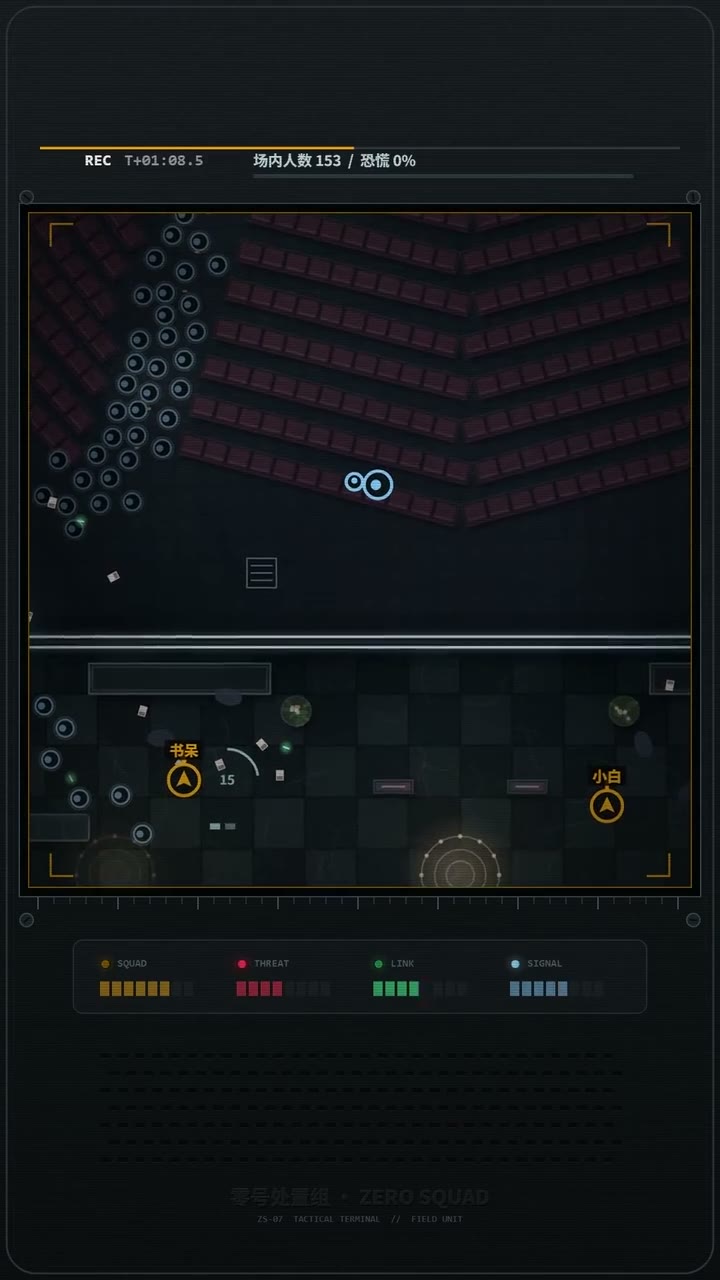 REC T+01:08.5 场内人数 153 / 恐慌 0%
书呆
15
小白
SQUAD THREAT LINK SIGNAL
零号处置组 · ZERO SQUAD
ZS-07 TACTICAL TERMINAL // FIELD UNIT